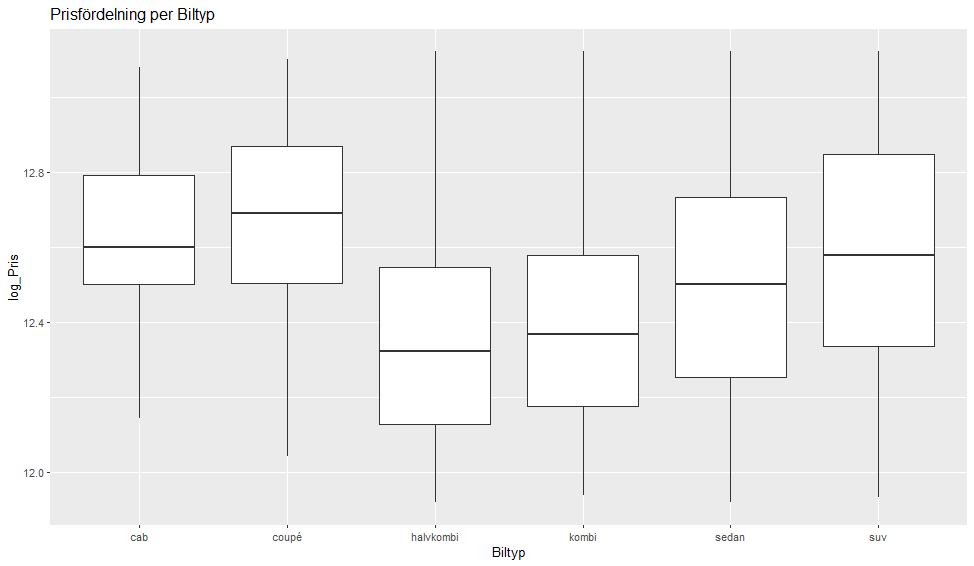 Prisfördelning per Biltyp
log_Pris
12.8
12.4
12.0
cab coupé halvkombi kombi sedan suv
Biltyp